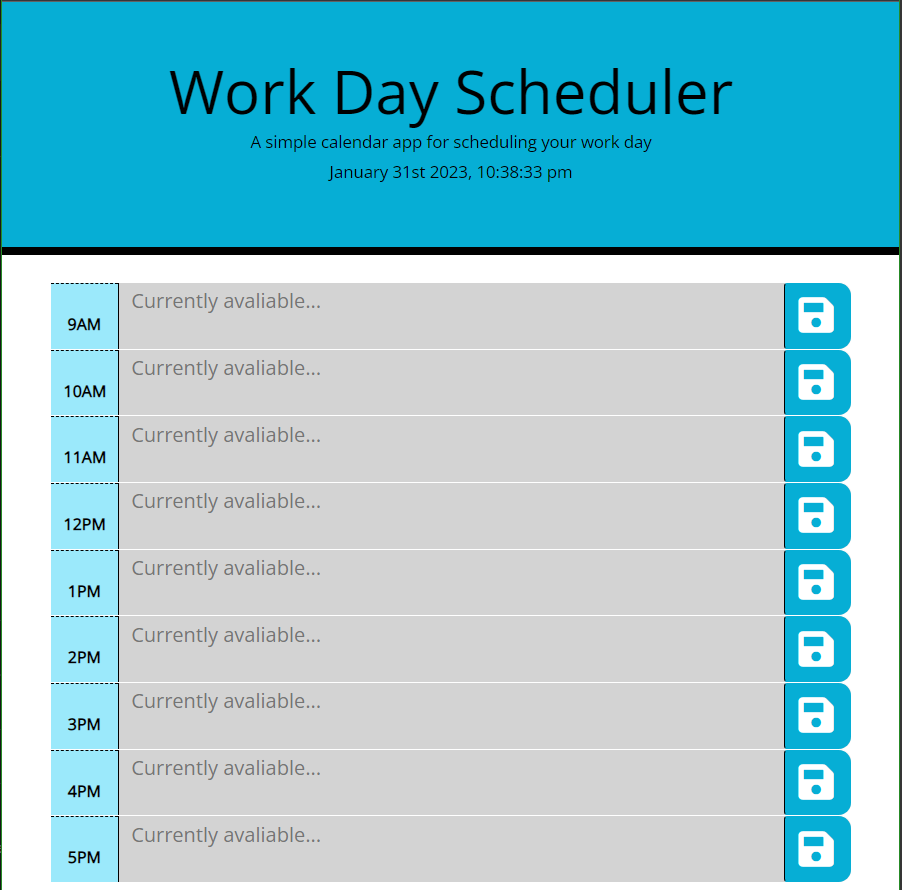 Work Day Scheduler
A simple calendar app for scheduling your work day
January 31st 2023, 10:38:33 pm
9AM Currently avaliable...
10AM Currently avaliable...
11AM Currently avaliable...
12PM Currently avaliable...
1PM Currently avaliable...
2PM Currently avaliable...
3PM Currently avaliable...
4PM Currently avaliable...
5PM Currently avaliable...